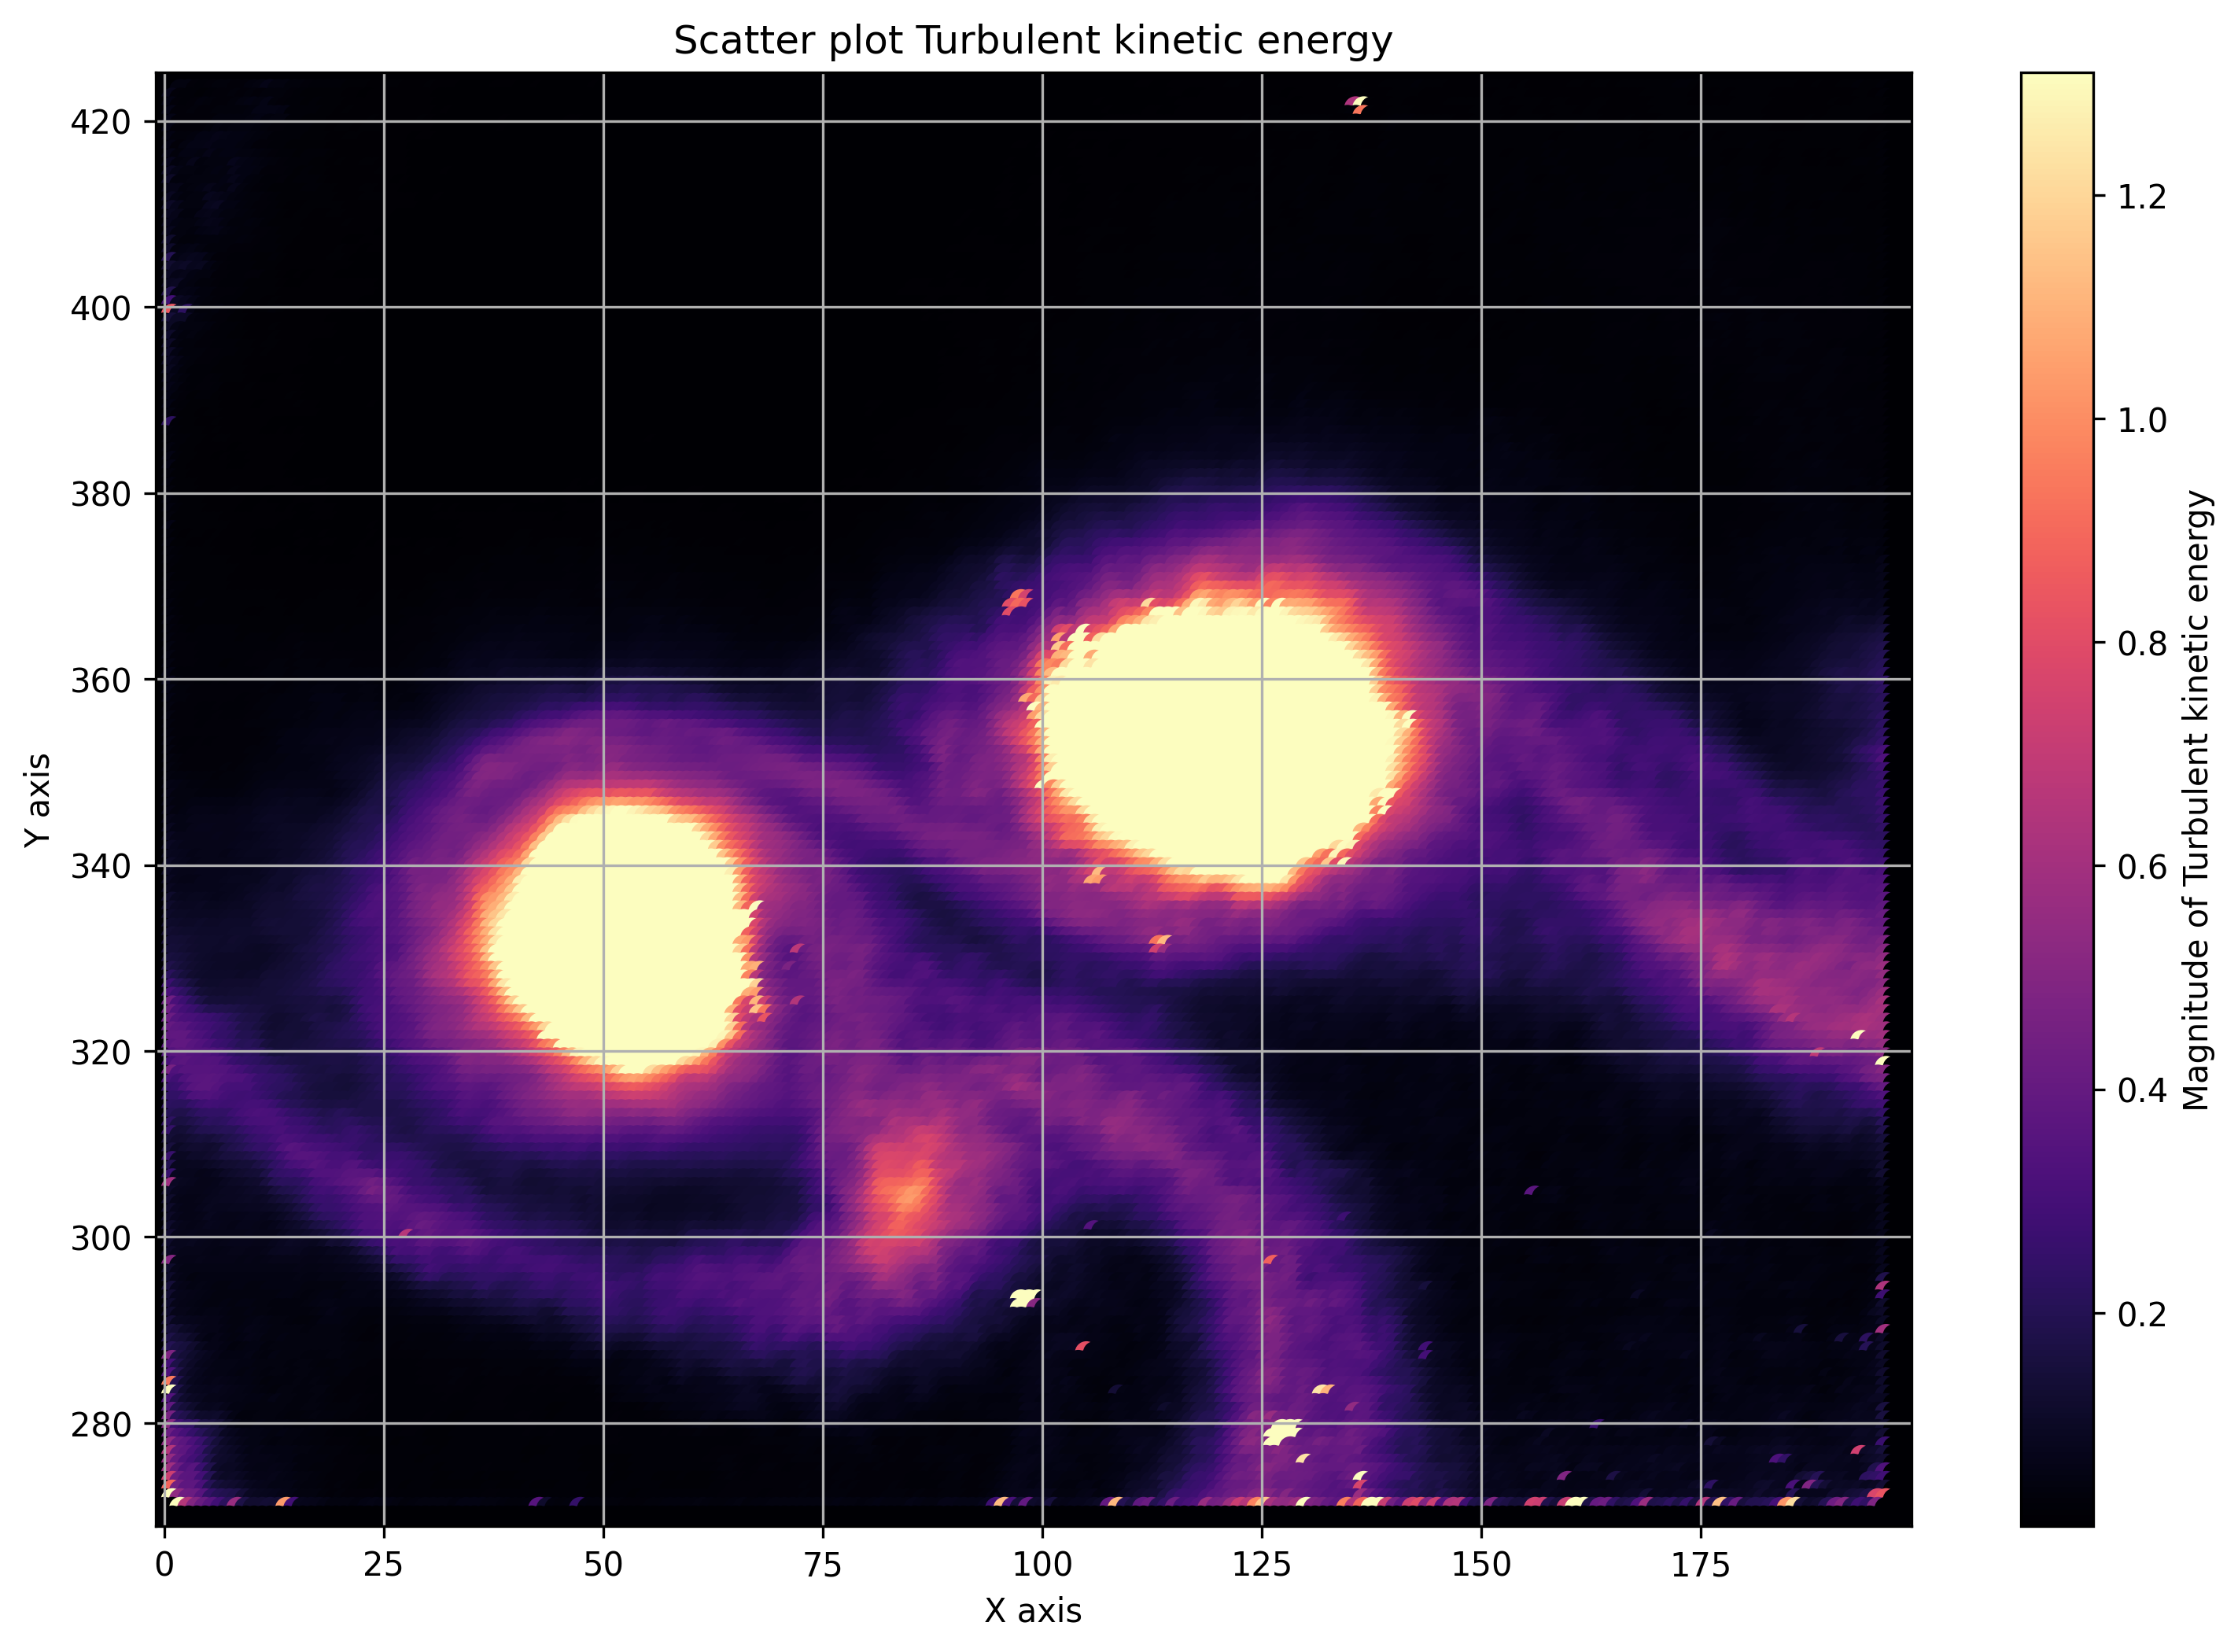 Scatter plot Turbulent kinetic energy
420
400
380
360
340
320
300
280
Y axis
0 25 50 75 100 125 150 175
X axis
1.2
1.0
0.8
0.6
0.4
0.2
Magnitude of Turbulent kinetic energy